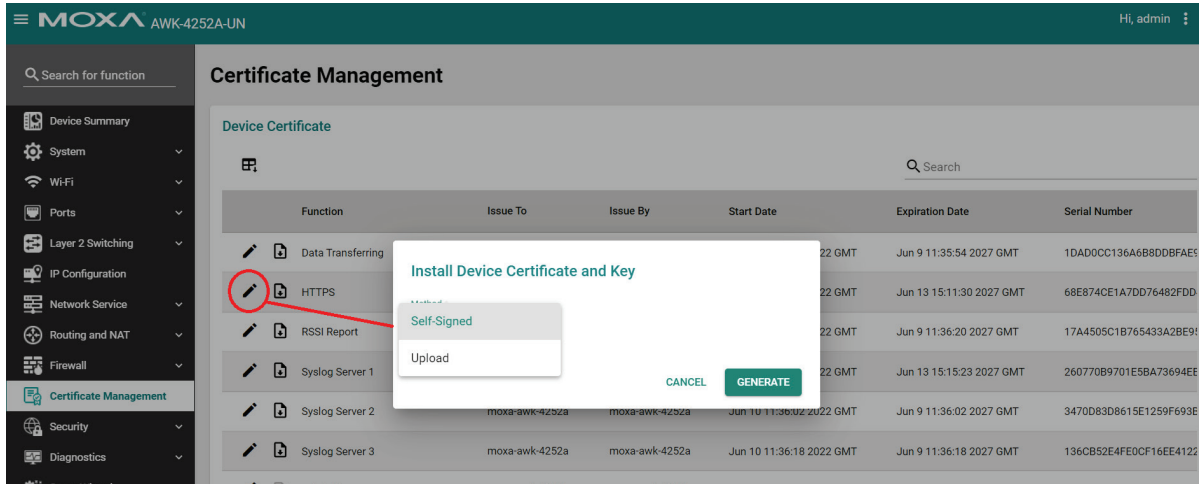 MOXA AWK-4252A-UN
Hi, admin
Search for function
Certificate Management
Device Summary
Device Certificate
System
Search
Wi-Fi
Ports
Function Issue To Issue By Start Date Expiration Date Serial Number
Layer 2 Switching
Data Transferring 22 GMT Jun 9 11:35:54 2027 GMT 1DAD0CC136A6B8DDBFAE
Install Device Certificate and Key
IP Configuration
Method
HTTPS 22 GMT Jun 13 15:11:30 2027 GMT 68E874CE1A7DD76482FDD
Network Service
Self-Signed
Routing and NAT
RSSI Report 22 GMT Jun 9 11:36:20 2027 GMT 17A4505C1B765433A2BE9
Upload
Firewall
Syslog Server 1 22 GMT Jun 13 15:15:23 2027 GMT 260770B9701E5BA73694EE
CANCEL GENERATE
Certificate Management
Syslog Server 2 moxa-awk-4252a moxa-awk-4252a Jun 10 11:36:02 2022 GMT Jun 9 11:36:02 2027 GMT 3470D83D8615E1259F693E
Security
Syslog Server 3 moxa-awk-4252a moxa-awk-4252a Jun 10 11:36:18 2022 GMT Jun 9 11:36:18 2027 GMT 136CB52E4FE0CF16EE4122
Diagnostics